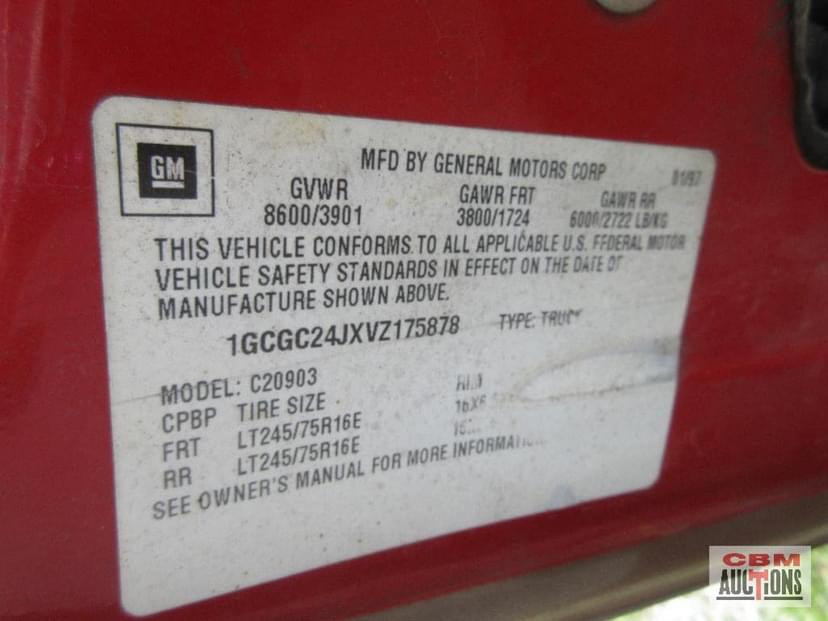 GM
MFD BY GENERAL MOTORS CORP 01/97
GVWR GAWR FRT GAWR RR
8600/3901 3800/1724 6000/2722 LB/KG
THIS VEHICLE CONFORMS TO ALL APPLICABLE U.S. FEDERAL MOTOR
VEHICLE SAFETY STANDARDS IN EFFECT ON THE DATE OF
MANUFACTURE SHOWN ABOVE.
1GCGC24JXVZ175878 TYPE: TRUCK
MODEL: C20903
CPBP TIRE SIZE RIM
FRT LT245/75R16E
RR LT245/75R16E
SEE OWNER'S MANUAL FOR MORE
CBM
AUCTIONS